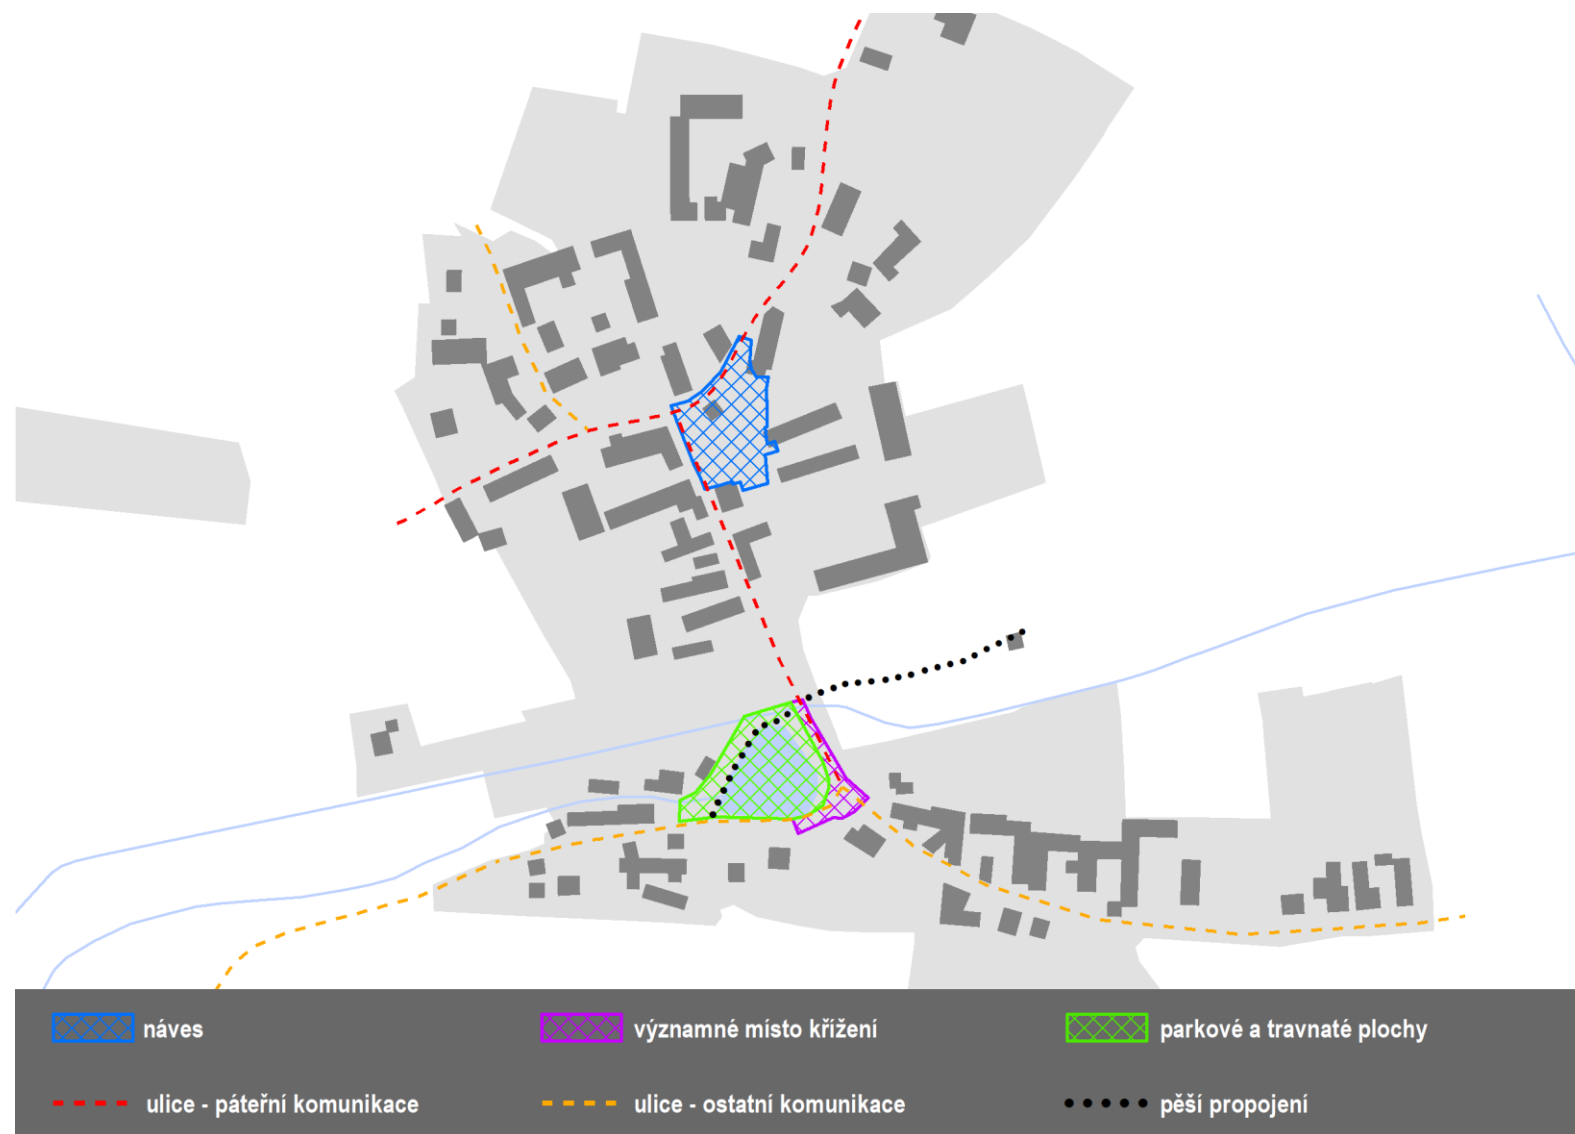 náves
významné místo křížení
parkové a travnaté plochy
ulice - páteřní komunikace
ulice - ostatní komunikace
pěší propojení